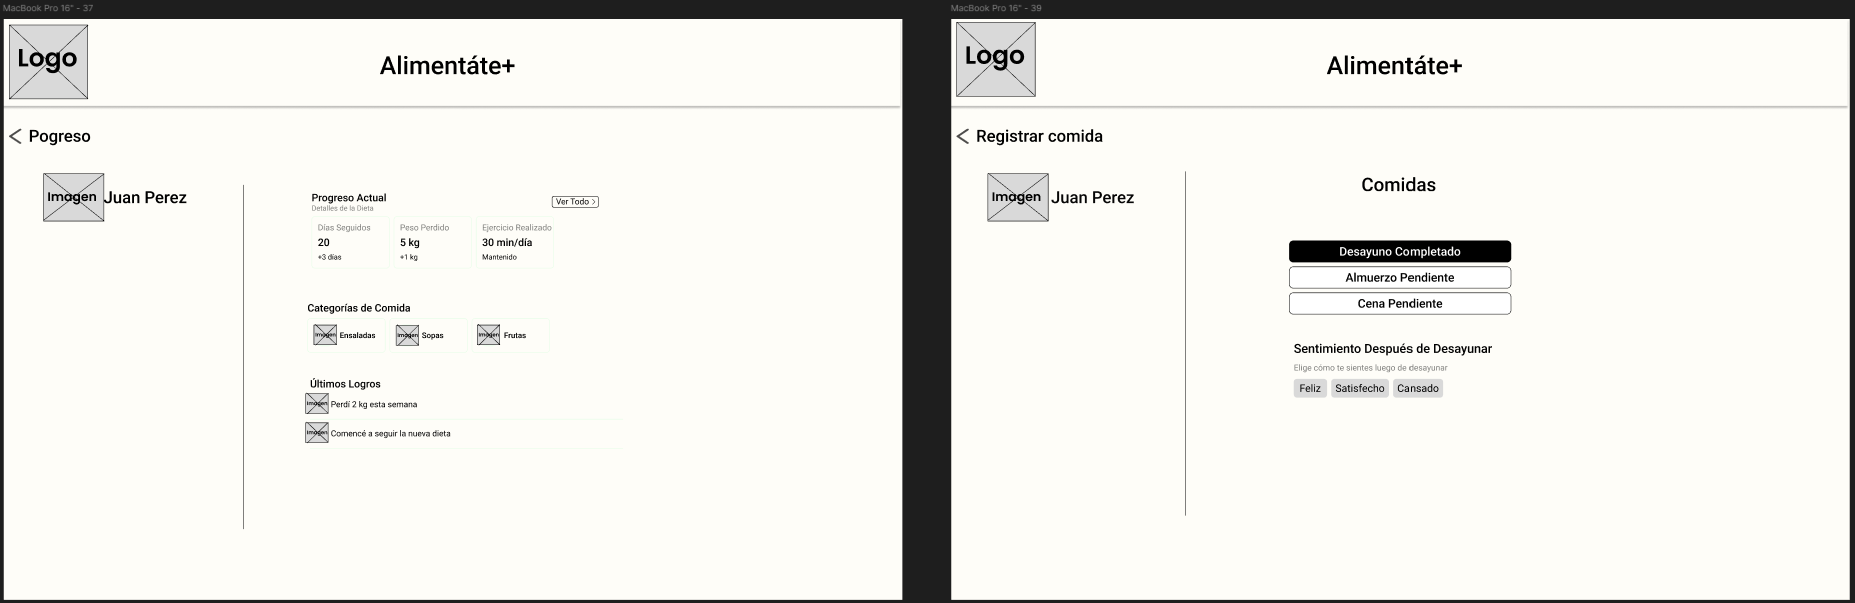 MacBook Pro 16" - 37
Logo
Alimentáte+
Pogreso
Imagen
Juan Perez
Progreso Actual
Detalles de la Dieta
Ver Todo >
Días Seguidos
20
+3 días
Peso Perdido
5 kg
+1 kg
Ejercicio Realizado
30 min/día
Mantenido
Categorías de Comida
Imagen
Ensaladas
Imagen
Sopas
Imagen
Frutas
Últimos Logros
Imagen
Perdí 2 kg esta semana
Imagen
Comencé a seguir la nueva dieta
MacBook Pro 16" - 39
Logo
Alimentáte+
Registrar comida
Imagen
Juan Perez
Comidas
Desayuno Completado
Almuerzo Pendiente
Cena Pendiente
Sentimiento Después de Desayunar
Elige cómo te sientes luego de desayunar
Feliz
Satisfecho
Cansado